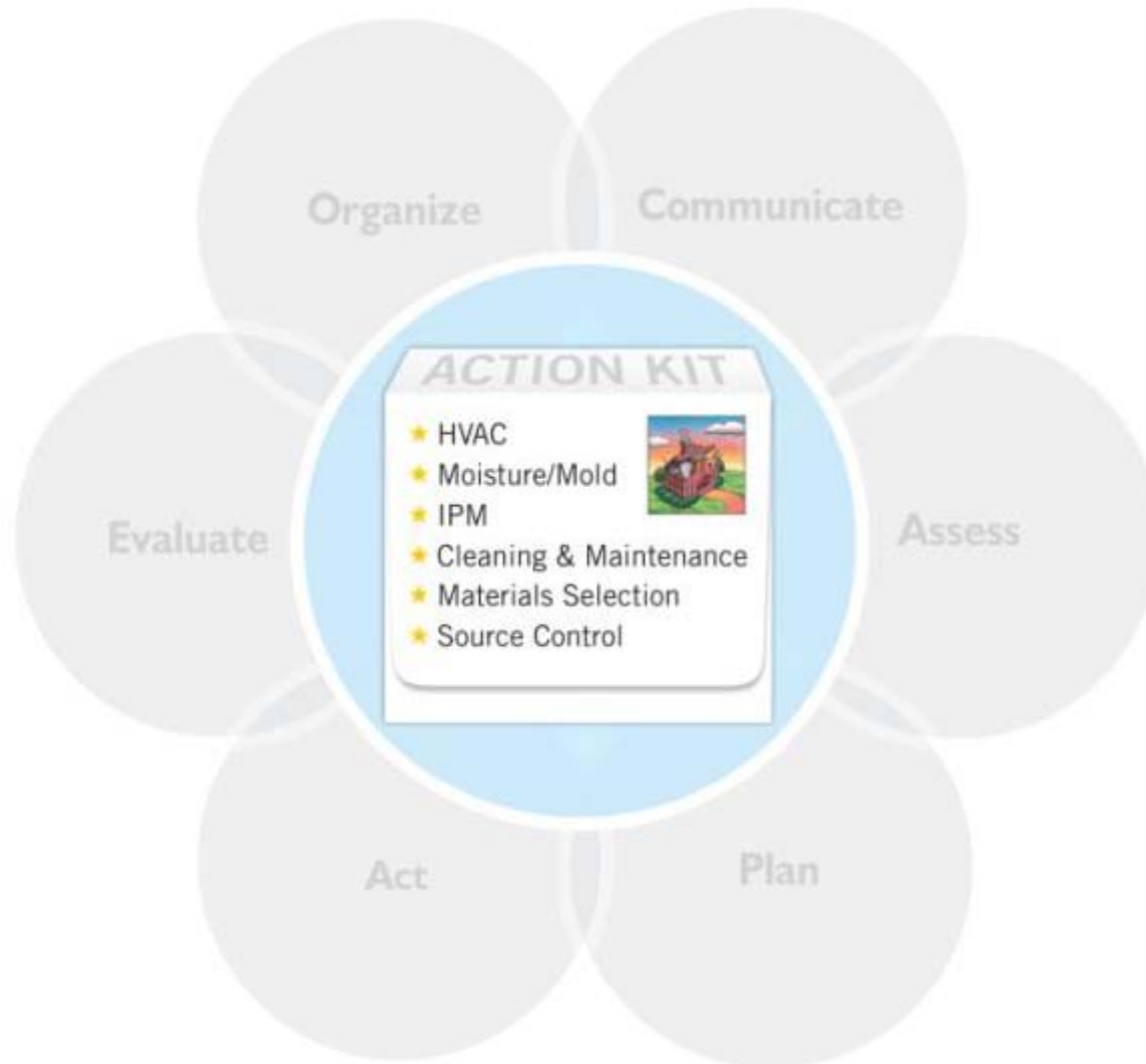 Organize
Communicate
ACTION KIT
★ HVAC
★ Moisture/Mold
★ IPM
★ Cleaning & Maintenance
★ Materials Selection
★ Source Control
Evaluate
Assess
Act
Plan